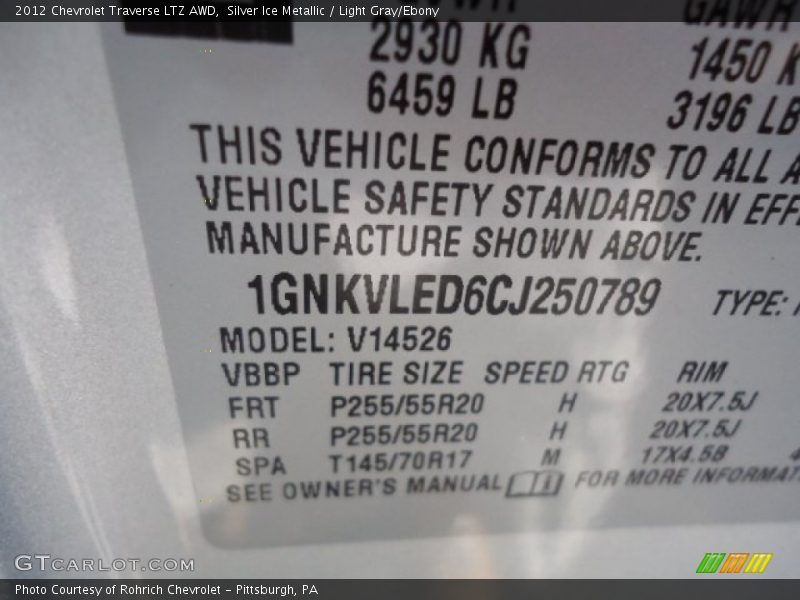 2012 Chevrolet Traverse LTZ AWD, Silver Ice Metallic / Light Gray/Ebony
2930 KG 1450 K
6459 LB 3196 LB
THIS VEHICLE CONFORMS TO ALL A
VEHICLE SAFETY STANDARDS IN EFF
MANUFACTURE SHOWN ABOVE.
1GNKVLED6CJ250789 TYPE:
MODEL: V14526
VBBP TIRE SIZE SPEED RTG RIM
FRT P255/55R20 H 20X7.5J
RR P255/55R20 H 20X7.5J
SPA T145/70R17 M 17X4.5B 4
SEE OWNER'S MANUAL FOR MORE INFORMAT
GTCARLOT.COM
Photo Courtesy of Rohrich Chevrolet - Pittsburgh, PA